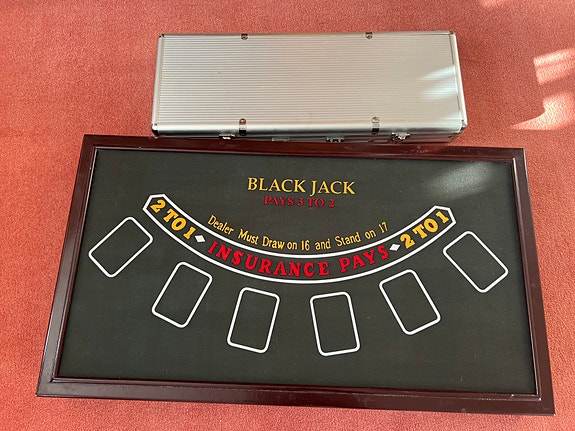 BLACK JACK
PAYS 3 TO 2
Dealer Must Draw on 16 and Stand on 17
2 TO 1 INSURANCE PAYS 2 TO 1